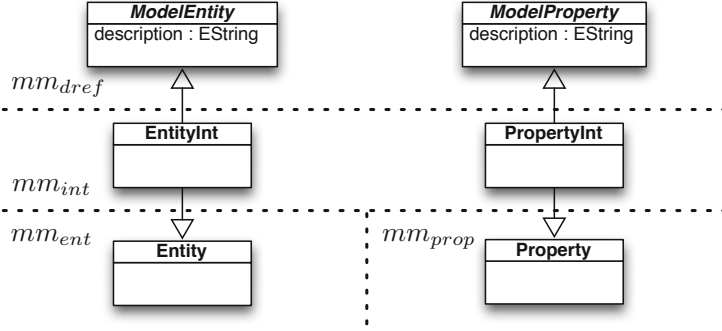 ModelEntity
description : EString
ModelProperty
description : EString
mm_dref
EntityInt
PropertyInt
mm_int
mm_ent
Entity
mm_prop
Property